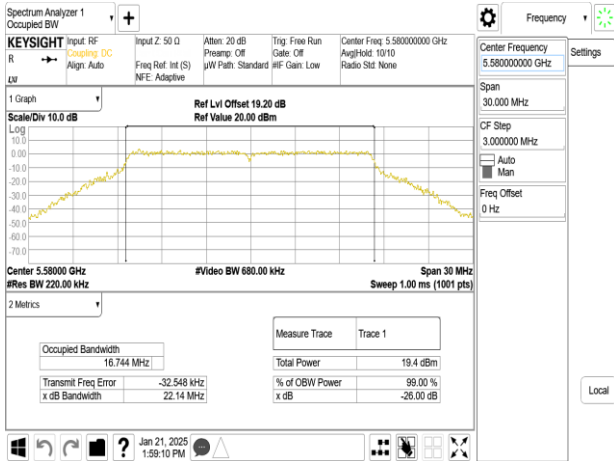 Spectrum Analyzer 1
Occupied BW
+
Frequency
KEYSIGHT
R
Input: RF
Coupling: DC
Align: Auto
Input Z: 50 Ω
Freq Ref: Int (S)
NFE: Adaptive
Atten: 20 dB
Preamp: Off
µW Path: Standard
Trig: Free Run
Gate: Off
#IF Gain: Low
Center Freq: 5.580000000 GHz
Avg|Hold: 10/10
Radio Std: None
Center Frequency
5.580000000 GHz
Settings
Span
30.000 MHz
CF Step
3.000000 MHz
Auto
Man
Freq Offset
0 Hz
Local
1 Graph
Scale/Div 10.0 dB
Ref Lvl Offset 19.20 dB
Ref Value 20.00 dBm
Log
10.0
0.00
-10.0
-20.0
-30.0
-40.0
-50.0
-60.0
-70.0
Center 5.58000 GHz
#Video BW 680.00 kHz
Span 30 MHz
#Res BW 220.00 kHz
Sweep 1.00 ms (1001 pts)
2 Metrics
Measure Trace
Trace 1
Occupied Bandwidth
16.744 MHz
Total Power
19.4 dBm
Transmit Freq Error
-32.548 kHz
% of OBW Power
99.00 %
x dB Bandwidth
22.14 MHz
x dB
-26.00 dB
?
Jan 21, 2025
1:59:10 PM